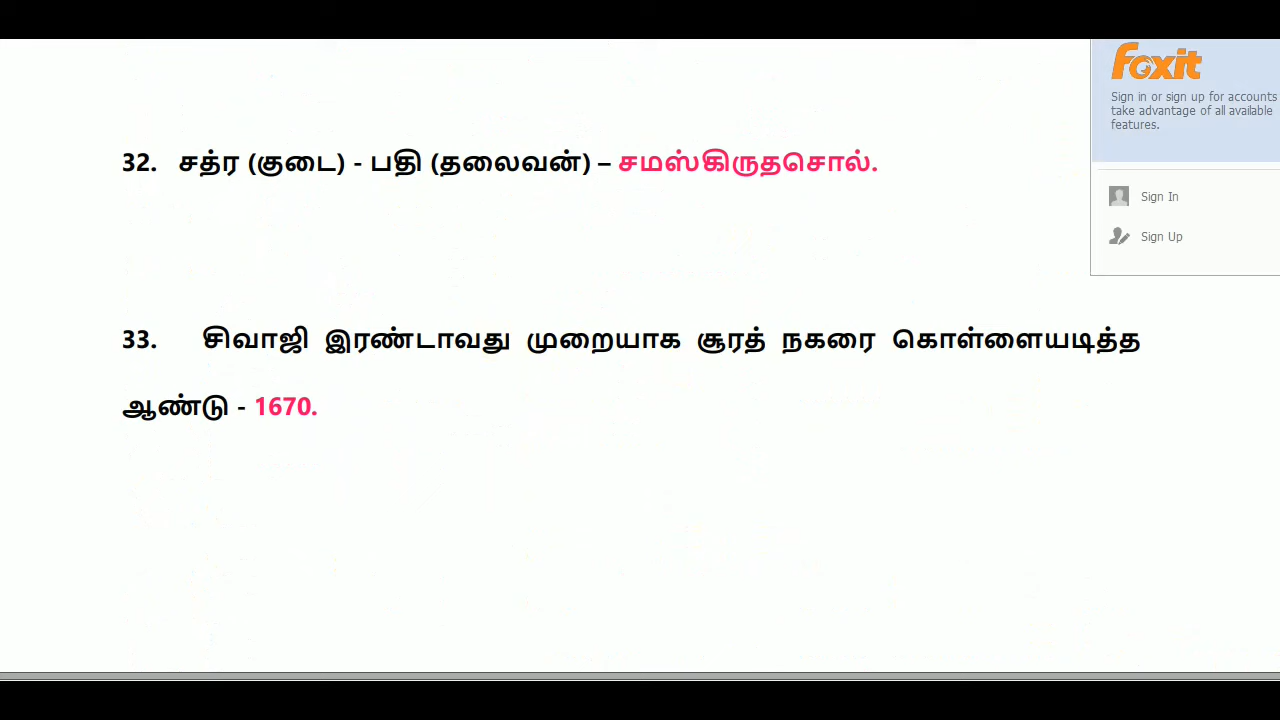 foxit
Sign in or sign up for accounts
take advantage of all available
features.
32. சத்ர (குடை) - பதி (தலைவன்) – சமஸ்கிருதசொல்.
Sign In
Sign Up
33. சிவாஜி இரண்டாவது முறையாக சூரத் நகரை கொள்ளையடித்த
ஆண்டு - 1670.